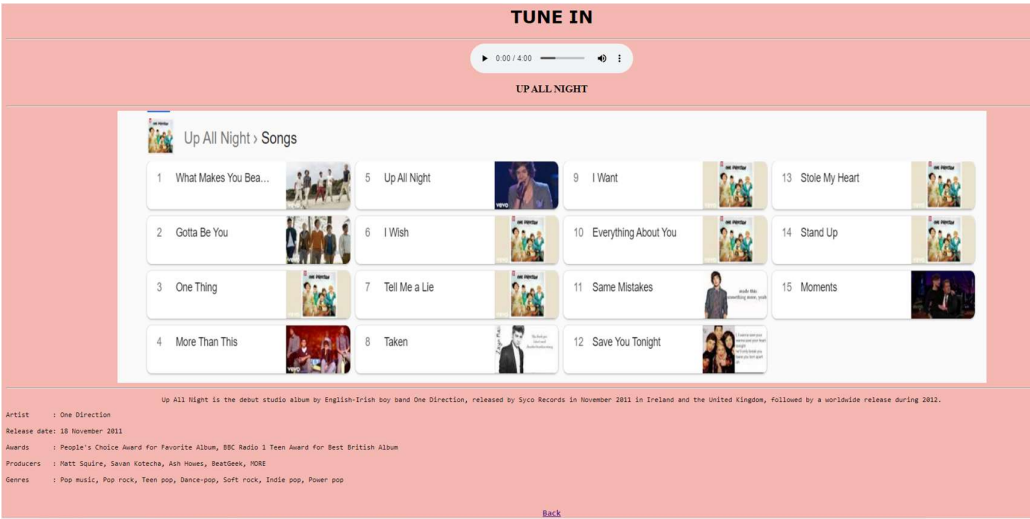 TUNE IN
0:00 / 4:00
UP ALL NIGHT
Up All Night › Songs
1 What Makes You Bea...
5 Up All Night
9 I Want
13 Stole My Heart
2 Gotta Be You
6 I Wish
10 Everything About You
14 Stand Up
3 One Thing
7 Tell Me a Lie
11 Same Mistakes
15 Moments
4 More Than This
8 Taken
12 Save You Tonight
vevo
vevo
vevo
Up All Night is the debut studio album by English-Irish boy band One Direction, released by Syco Records in November 2011 in Ireland and the United Kingdom, followed by a worldwide release during 2012.
Artist : One Direction
Release date: 18 November 2011
Awards : People's Choice Award for Favorite Album, BBC Radio 1 Teen Award for Best British Album
Producers : Matt Squire, Savan Kotecha, Ash Howes, BeatGeek, MORE
Genres : Pop music, Pop rock, Teen pop, Dance-pop, Soft rock, Indie pop, Power pop
Back